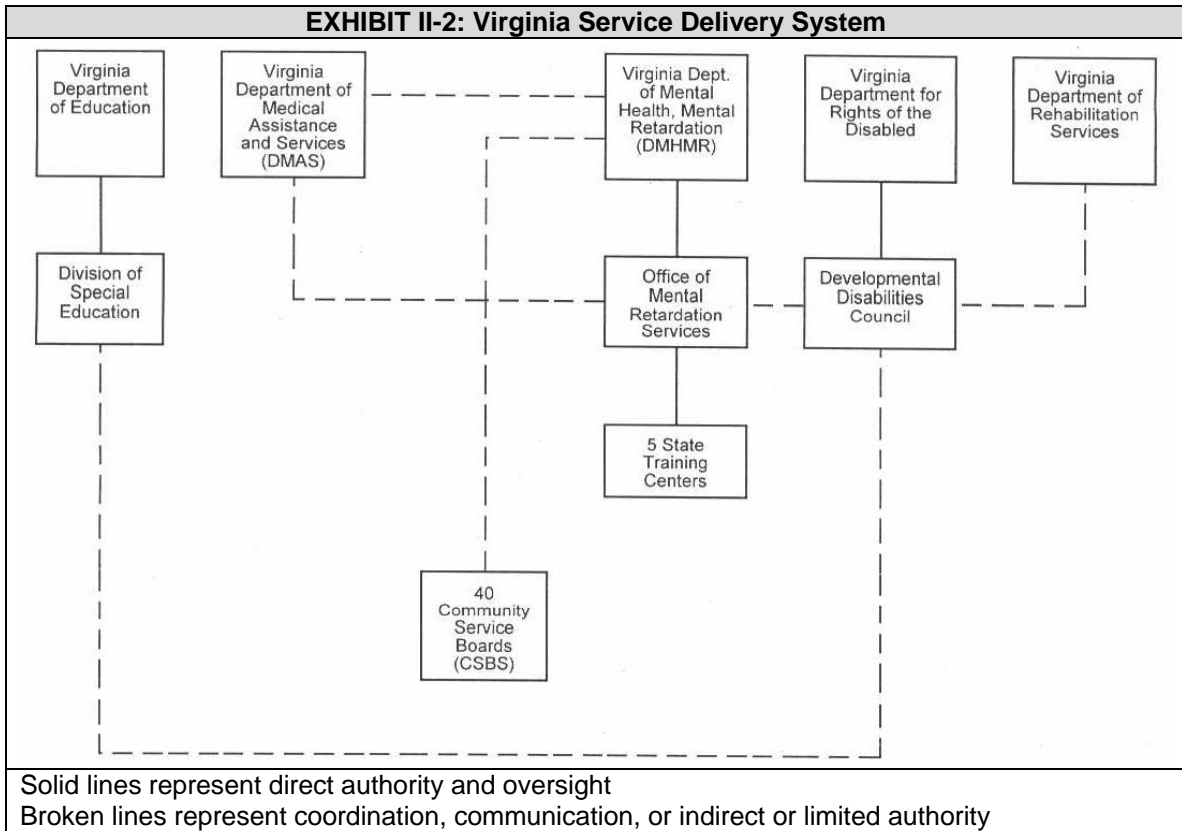 EXHIBIT II-2: Virginia Service Delivery System
Virginia
Department
of Education
Virginia
Department of
Medical
Assistance
and Services
(DMAS)
Virginia Dept.
of Mental
Health, Mental
Retardation
(DMHMR)
Virginia
Department for
Rights of the
Disabled
Virginia
Department of
Rehabilitation
Services
Division of
Special
Education
Office of
Mental
Retardation
Services
Developmental
Disabilities
Council
5 State
Training
Centers
40
Community
Service
Boards
(CSBS)
Solid lines represent direct authority and oversight
Broken lines represent coordination, communication, or indirect or limited authority